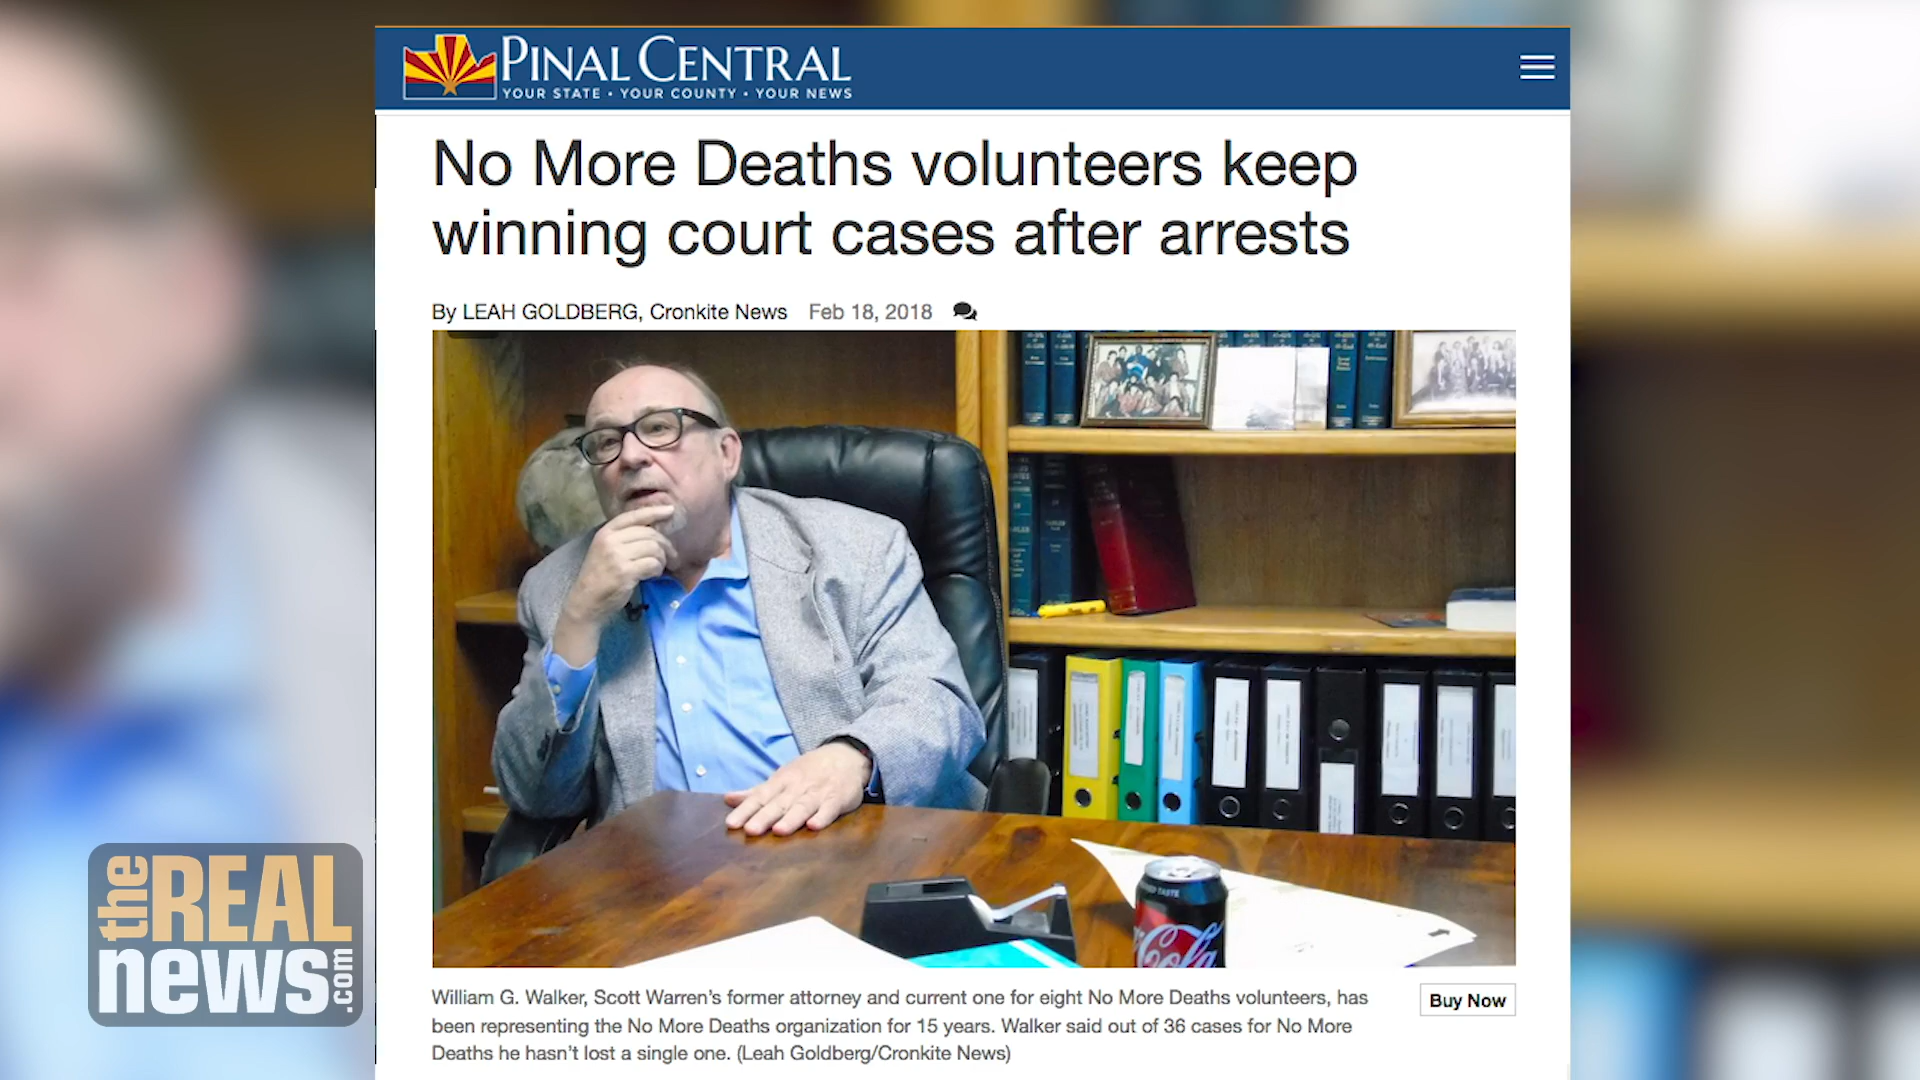 PINAL CENTRAL
YOUR STATE • YOUR COUNTY • YOUR NEWS
No More Deaths volunteers keep
winning court cases after arrests
By LEAH GOLDBERG, Cronkite News Feb 18, 2018
Cola
William G. Walker, Scott Warren's former attorney and current one for eight No More Deaths volunteers, has
been representing the No More Deaths organization for 15 years. Walker said out of 36 cases for No More
Deaths he hasn't lost a single one. (Leah Goldberg/Cronkite News)
Buy Now
the REAL
news.com